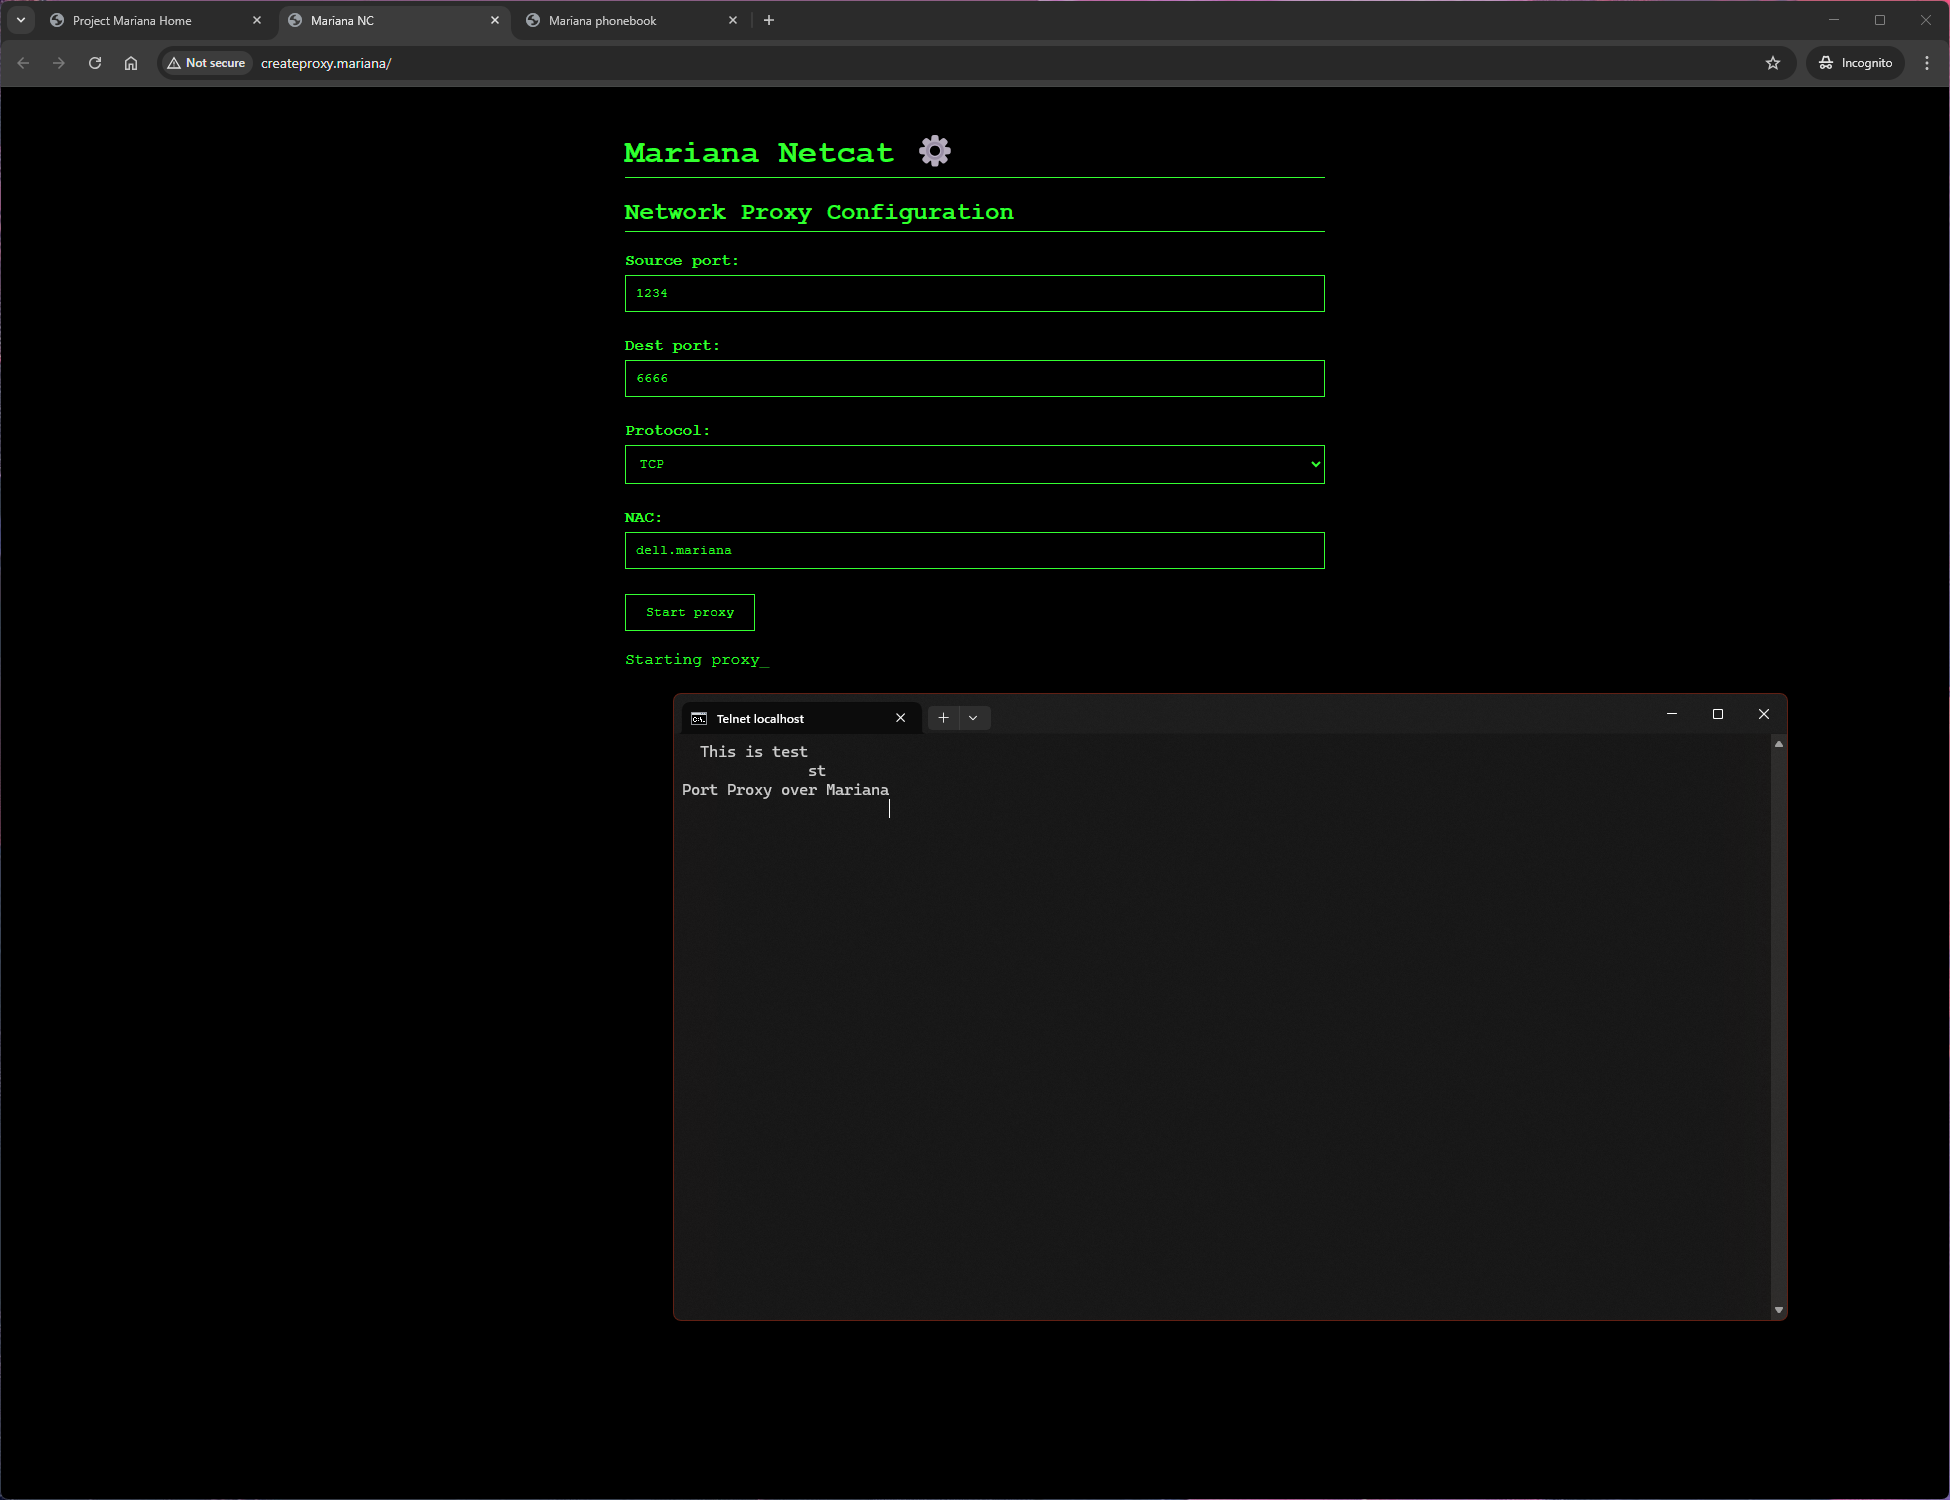 Project Mariana Home
Mariana NC
Mariana phonebook
Not secure
createproxy.mariana/
Incognito
Mariana Netcat
Network Proxy Configuration
Source port:
1234
Dest port:
6666
Protocol:
TCP
NAC:
dell.mariana
Start proxy
Starting proxy_
Telnet localhost
This is test
st
Port Proxy over Mariana